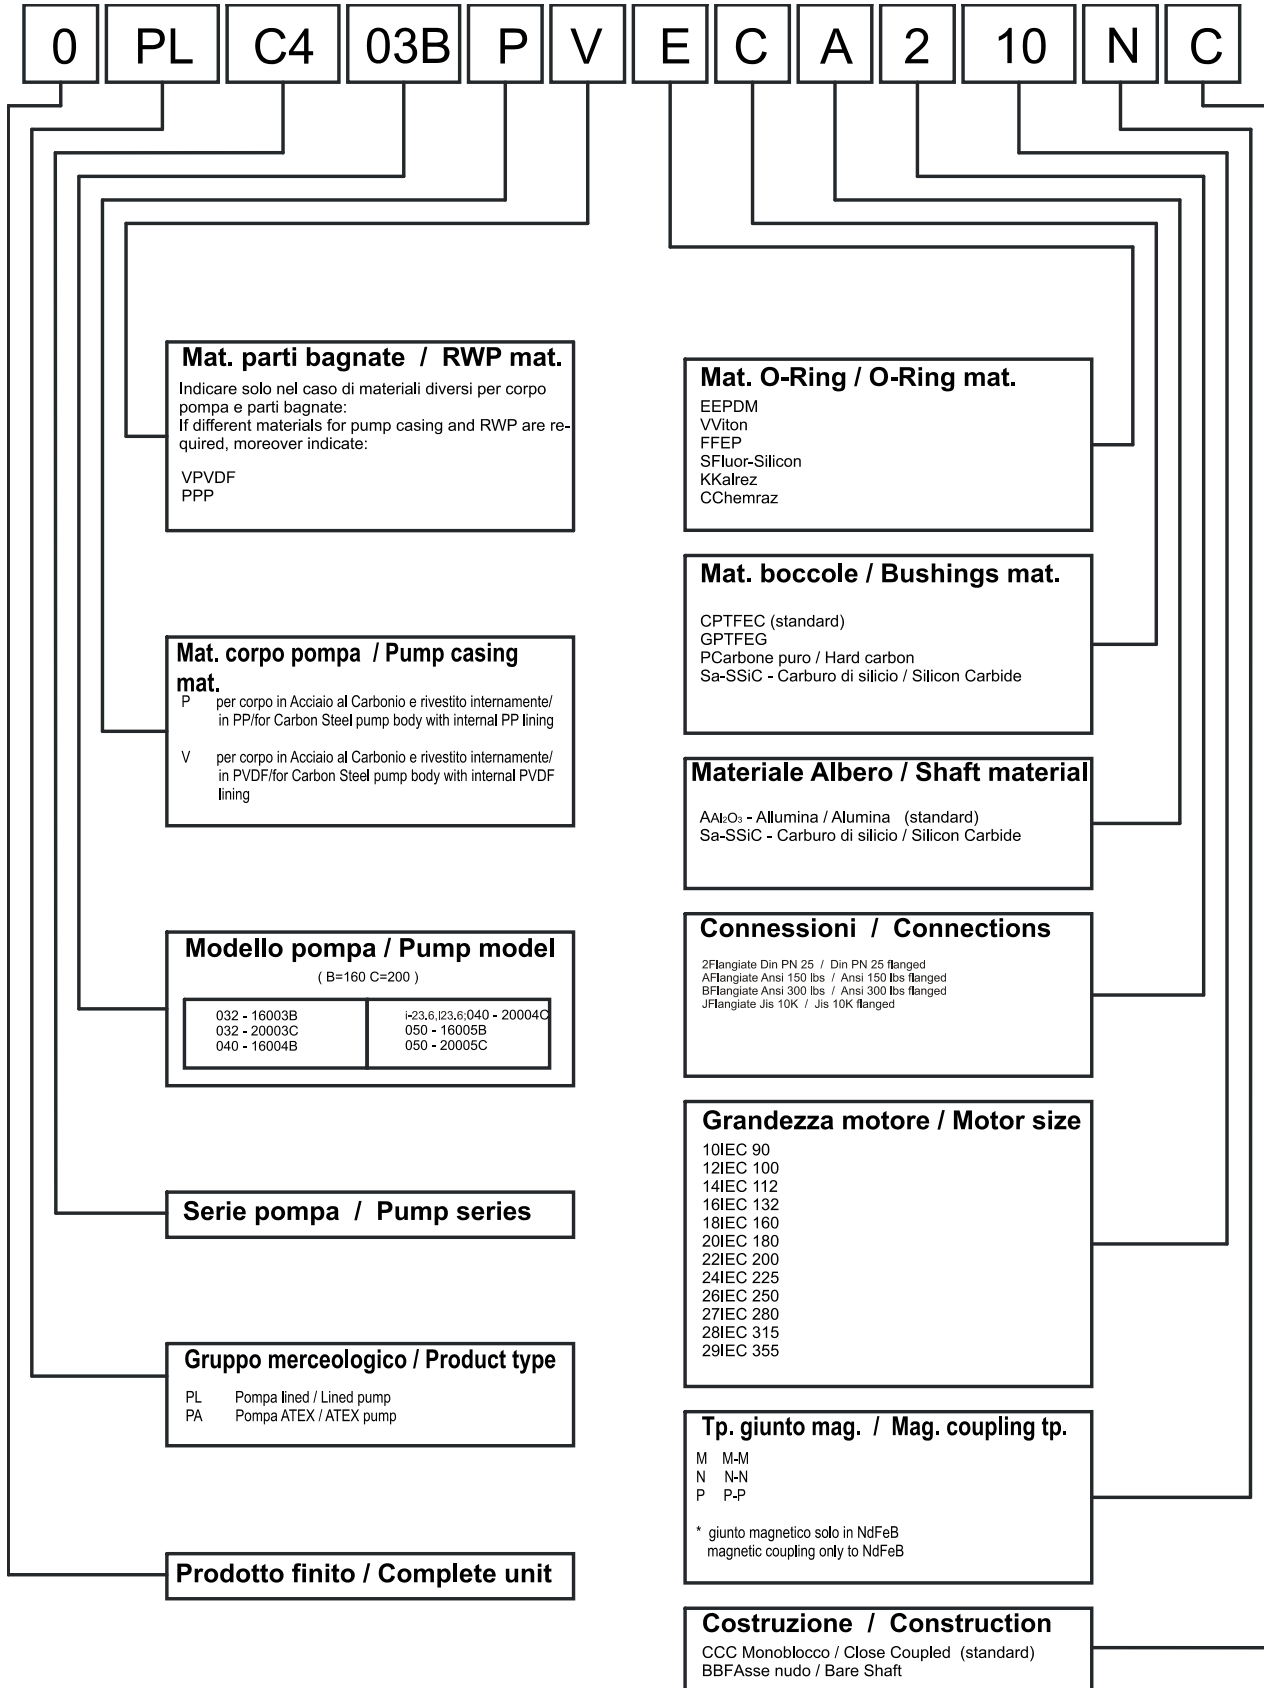 0 PL C4 03B P V E C A 2 10 N C
Mat. parti bagnate / RWP mat.
Indicare solo nel caso di materiali diversi per corpo
pompa e parti bagnate:
If different materials for pump casing and RWP are re-
quired, moreover indicate:
VPVDF
PPP
Mat. corpo pompa / Pump casing
mat.
P per corpo in Acciaio al Carbonio e rivestito internamente/
in PP/for Carbon Steel pump body with internal PP lining
V per corpo in Acciaio al Carbonio e rivestito internamente/
in PVDF/for Carbon Steel pump body with internal PVDF
lining
Modello pompa / Pump model
( B=160 C=200 )
032 - 16003B
032 - 20003C
040 - 16004B
i-23.6,I23.6;040 - 20004C
050 - 16005B
050 - 20005C
Serie pompa / Pump series
Gruppo merceologico / Product type
PL Pompa lined / Lined pump
PA Pompa ATEX / ATEX pump
Prodotto finito / Complete unit
Mat. O-Ring / O-Ring mat.
EEPDM
VViton
FFEP
SFluor-Silicon
KKalrez
CChemraz
Mat. boccole / Bushings mat.
CPTFEC (standard)
GPTFEG
PCarbone puro / Hard carbon
Sa-SSiC - Carburo di silicio / Silicon Carbide
Materiale Albero / Shaft material
AAl₂O₃ - Allumina / Alumina (standard)
Sa-SSiC - Carburo di silicio / Silicon Carbide
Connessioni / Connections
2Flangiate Din PN 25 / Din PN 25 flanged
AFlangiate Ansi 150 lbs / Ansi 150 lbs flanged
BFlangiate Ansi 300 lbs / Ansi 300 lbs flanged
JFlangiate Jis 10K / Jis 10K flanged
Grandezza motore / Motor size
10IEC 90
12IEC 100
14IEC 112
16IEC 132
18IEC 160
20IEC 180
22IEC 200
24IEC 225
26IEC 250
27IEC 280
28IEC 315
29IEC 355
Tp. giunto mag. / Mag. coupling tp.
M M-M
N N-N
P P-P
* giunto magnetico solo in NdFeB
magnetic coupling only to NdFeB
Costruzione / Construction
CCC Monoblocco / Close Coupled (standard)
BBFAsse nudo / Bare Shaft